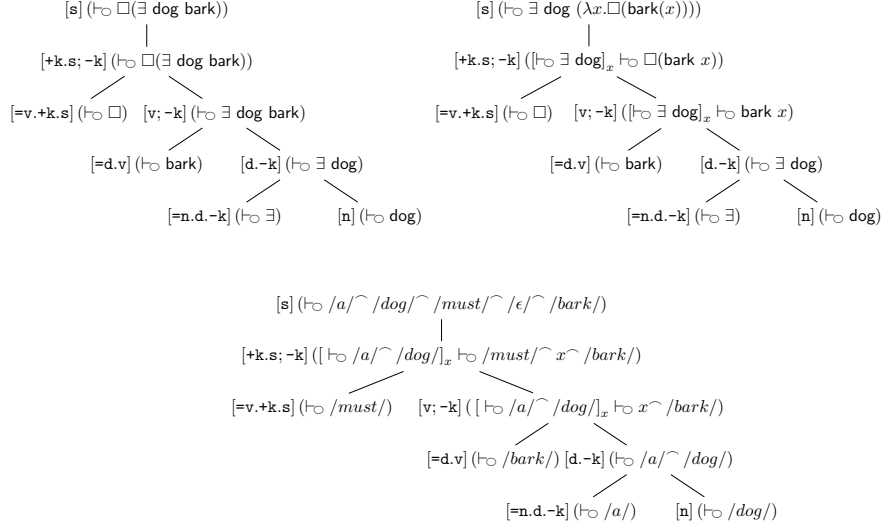 [s] (⊢○ □(∃ dog bark)) [s] (⊢○ ∃ dog (λx.□(bark(x))))
[+k.s; -k] (⊢○ □(∃ dog bark)) [+k.s; -k] ([⊢○ ∃ dog]ₓ ⊢○ □(bark x))
[=v.+k.s] (⊢○ □) [v; -k] (⊢○ ∃ dog bark) [=v.+k.s] (⊢○ □) [v; -k] ([⊢○ ∃ dog]ₓ ⊢○ bark x)
[=d.v] (⊢○ bark) [d.-k] (⊢○ ∃ dog) [=d.v] (⊢○ bark) [d.-k] (⊢○ ∃ dog)
[=n.d.-k] (⊢○ ∃) [n] (⊢○ dog) [=n.d.-k] (⊢○ ∃) [n] (⊢○ dog)
[s] (⊢○ /a/⌢ /dog/⌢ /must/⌢ /ϵ/⌢ /bark/)
[+k.s; -k] ([ ⊢○ /a/⌢ /dog/]ₓ ⊢○ /must/⌢ x⌢ /bark/)
[=v.+k.s] (⊢○ /must/) [v; -k] ([ ⊢○ /a/⌢ /dog/]ₓ ⊢○ x⌢ /bark/)
[=d.v] (⊢○ /bark/) [d.-k] (⊢○ /a/⌢ /dog/)
[=n.d.-k] (⊢○ /a/) [n] (⊢○ /dog/)